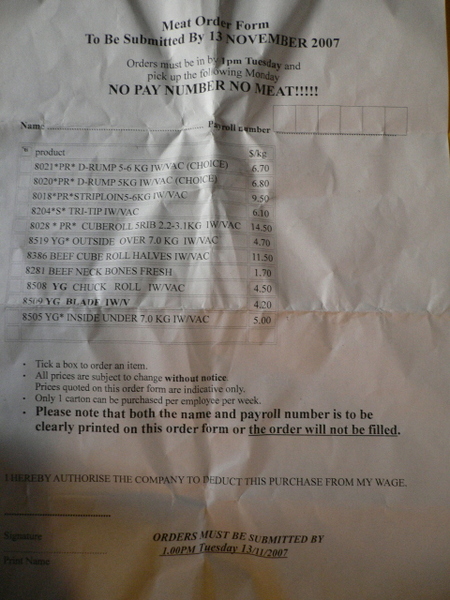 Meat Order Form
To Be Submitted By 13 NOVEMBER 2007
Orders must be in by 1pm Tuesday and
pick up the following Monday
NO PAY NUMBER NO MEAT!!!!!
Name Payroll number
product $/kg
8021*PR* D-RUMP 5-6 KG IW/VAC (CHOICE) 6.70
8020*PR* D-RUMP 5KG IW/VAC (CHOICE) 6.80
8018*PR*STRIPLOIN5-6KG IW/VAC 9.50
8204*S* TRI-TIP IW/VAC 6.10
8028 * PR* CUBEROLL 5RIB 2.2-3.1KG IW/VAC 14.50
8519 YG* OUTSIDE OVER 7.0 KG IW/VAC 4.70
8386 BEEF CUBE ROLL HALVES IW/VAC 11.50
8281 BEEF NECK BONES FRESH 1.70
8508 YG CHUCK ROLL IW/VAC 4.50
8509 YG BLADE IW/V 4.20
8505 YG* INSIDE UNDER 7.0 KG IW/VAC 5.00
• Tick a box to order an item.
• All prices are subject to change without notice.
Prices quoted on this order form are indicative only.
• Only 1 carton can be purchased per employee per week.
• Please note that both the name and payroll number is to be
clearly printed on this order form or the order will not be filled.
I HEREBY AUTHORISE THE COMPANY TO DEDUCT THIS PURCHASE FROM MY WAGE.
Signature
Print Name
ORDERS MUST BE SUBMITTED BY
1.00PM Tuesday 13/11/2007